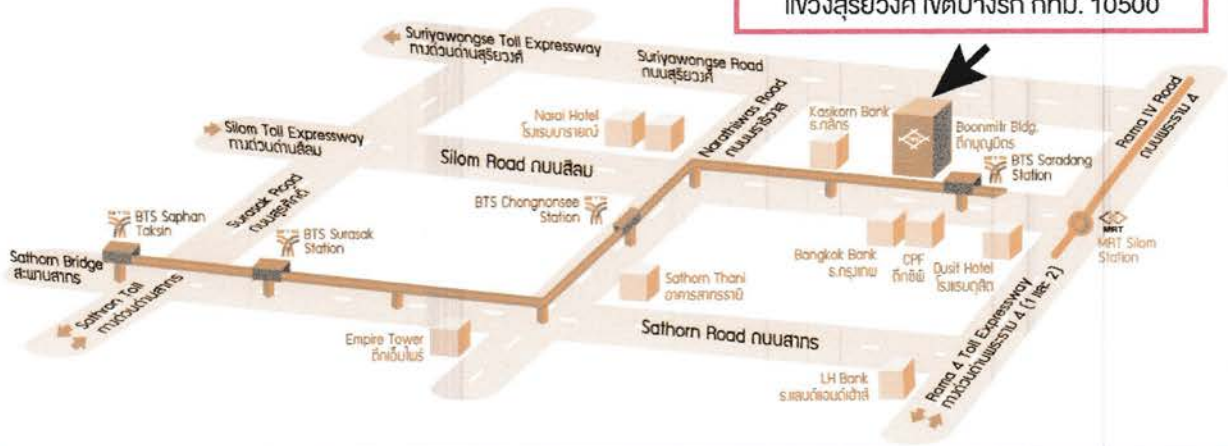 แขวงสุริยวงศ์ เขตบางรัก กทม. 10500
Suriyawongse Toll Expressway
ทางด่วนด่านสุริยวงศ์
Suriyawongse Road
ถนนสุริยวงศ์
Narathiwas Road
ถนนนราธิวาส
Kasikorn Bank
ธ.กสิกร
Boonmitr Bldg.
ตึกบุญมิตร
BTS Saradang
Station
Rama IV Road
ถนนพระราม 4
Narai Hotel
โรงแรมนารายณ์
Silom Toll Expressway
ทางด่วนด่านสีลม
Silom Road ถนนสีลม
Surasak Road
ถนนสุรศักดิ์
BTS Chongnonsee
Station
BTS Saphan
Taksin
BTS Surasak
Station
Sathorn Bridge
สะพานสาทร
Sathron Toll
ทางด่วนด่านสาทร
Sathorn Thani
อาคารสาทรธานี
Bangkok Bank
ธ.กรุงเทพ
CPF
ตึกซีพี
Dusit Hotel
โรงแรมดุสิต
MRT
MRT Silom
Station
Empire Tower
ตึกเอ็มไพร์
Sathorn Road ถนนสาทร
LH Bank
ธ.แลนด์แอนด์เฮ้าส์
Rama 4 Toll Expressway
ทางด่วนด่านพระราม 4 (1 และ 2)